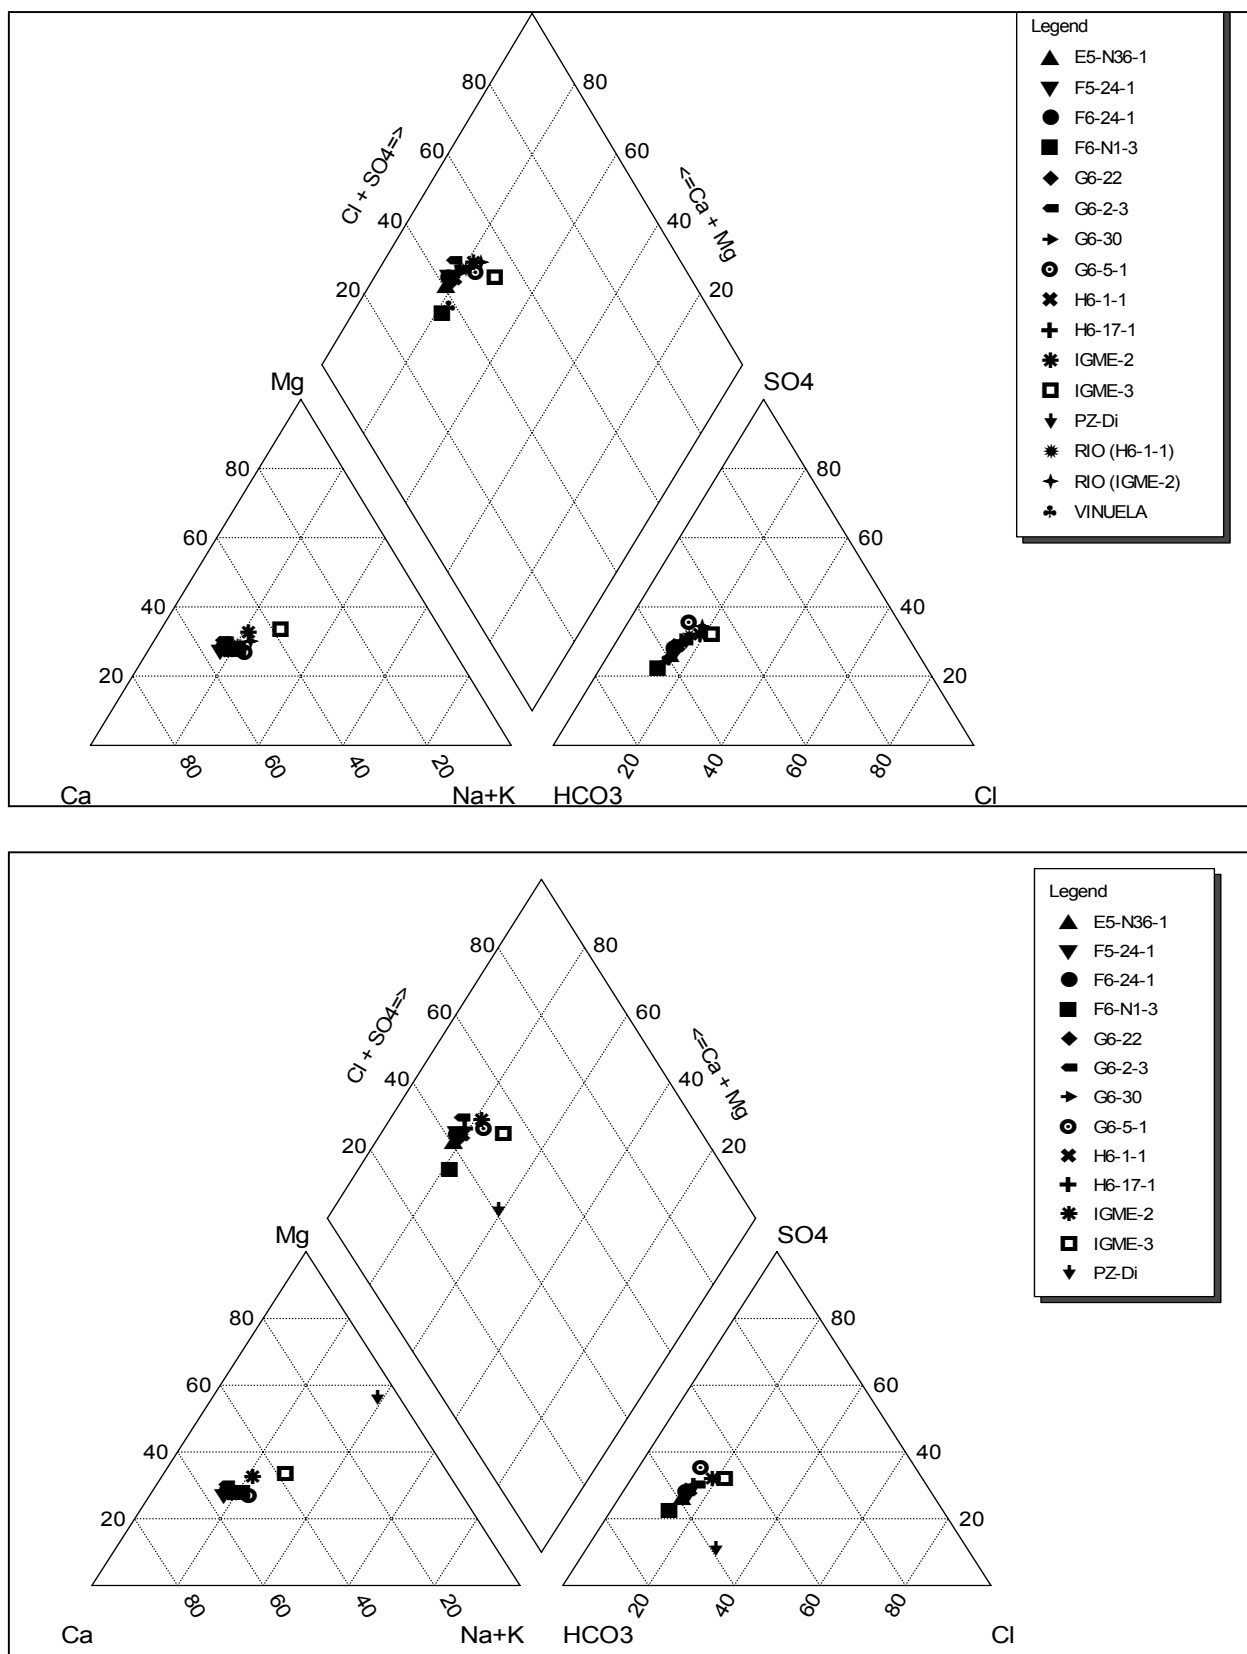 Legend
E5-N36-1
F5-24-1
F6-24-1
F6-N1-3
G6-22
G6-2-3
G6-30
G6-5-1
H6-1-1
H6-17-1
IGME-2
IGME-3
PZ-Di
RIO (H6-1-1)
RIO (IGME-2)
VINUELA
80 80
60 60
40 40
20 20
Cl + SO4=>
<=Ca + Mg
Mg SO4
80 80
60 60
40 40
20 20
80 60 40 20 20 40 60 80
Ca Na+K HCO3 Cl
Legend
E5-N36-1
F5-24-1
F6-24-1
F6-N1-3
G6-22
G6-2-3
G6-30
G6-5-1
H6-1-1
H6-17-1
IGME-2
IGME-3
PZ-Di
80 80
60 60
40 40
20 20
Cl + SO4=>
<=Ca + Mg
Mg SO4
80 80
60 60
40 40
20 20
80 60 40 20 20 40 60 80
Ca Na+K HCO3 Cl